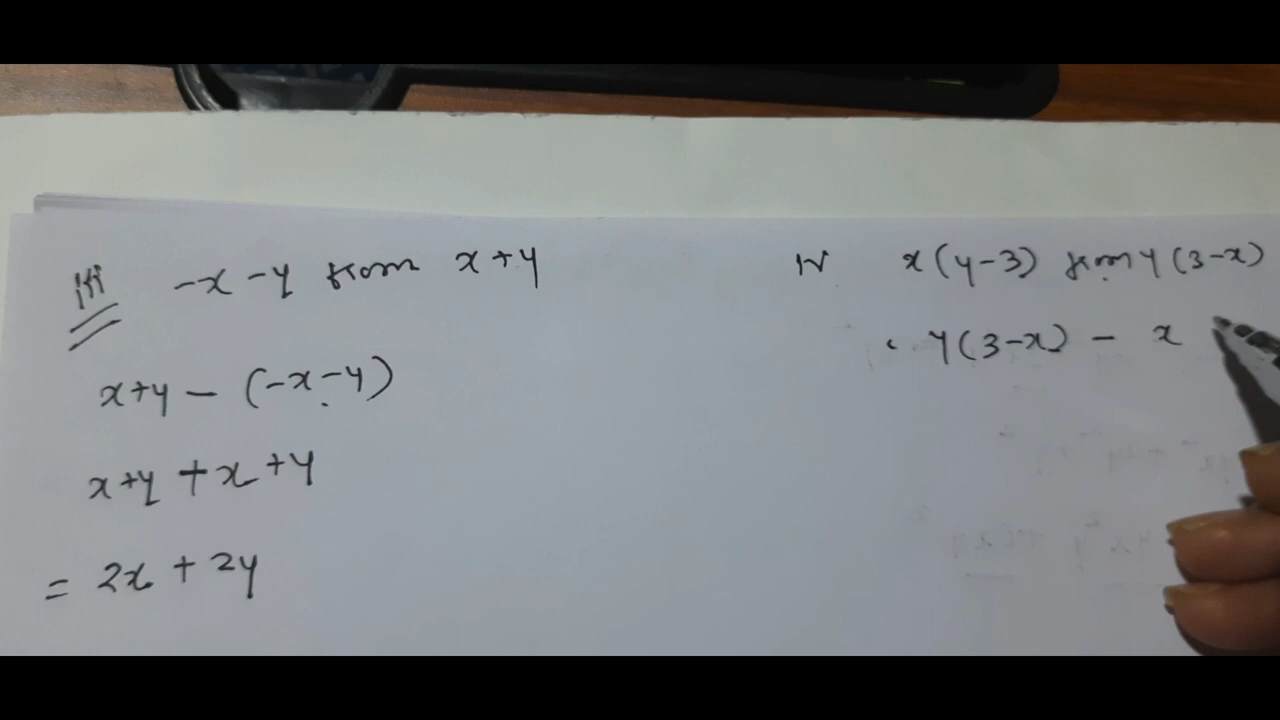 iii -x-y from x+y
x+y - (-x-y)
x+y +x+y
= 2x + 2y
IV x(y-3) from y(3-x)
y(3-x) - x